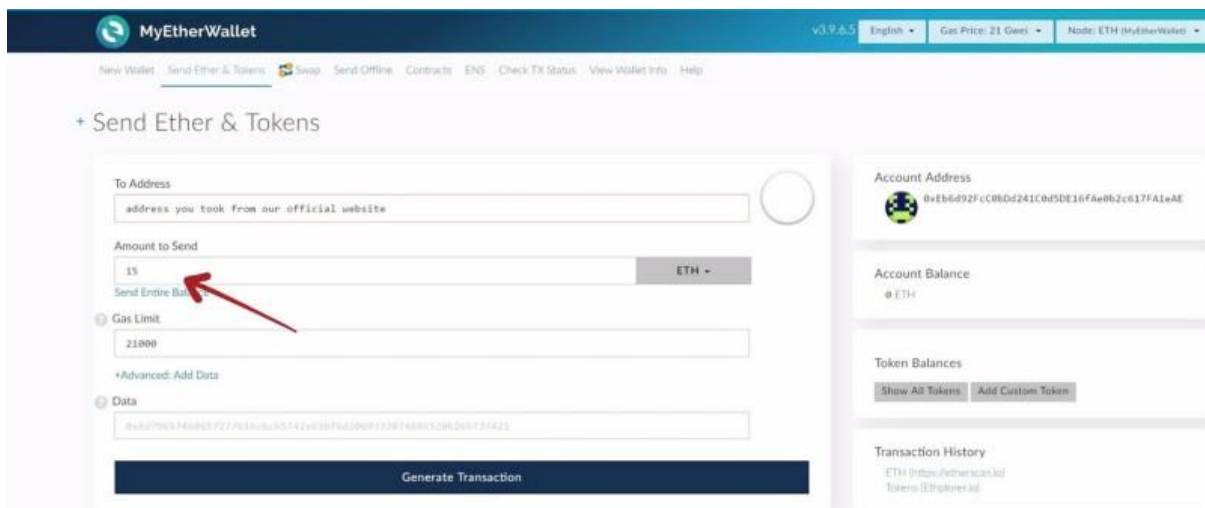 MyEtherWallet
v3.9.6.5 English Gas Price: 21 Gwei Node: ETH (MyEtherWallet)
New Wallet Send Ether & Tokens Swap Send Offline Contracts ENS Check TX Status View Wallet Info Help
+ Send Ether & Tokens
To Address
address you took from our official website
Amount to Send
15 ETH
Send Entire
Gas Limit
21000
+Advanced: Add Data
Data
Generate Transaction
Account Address
Account Balance
0 ETH
Token Balances
Show All Tokens Add Custom Token
Transaction History
ETH (https://etherscan.io)
Tokens (Ethplorer.io)